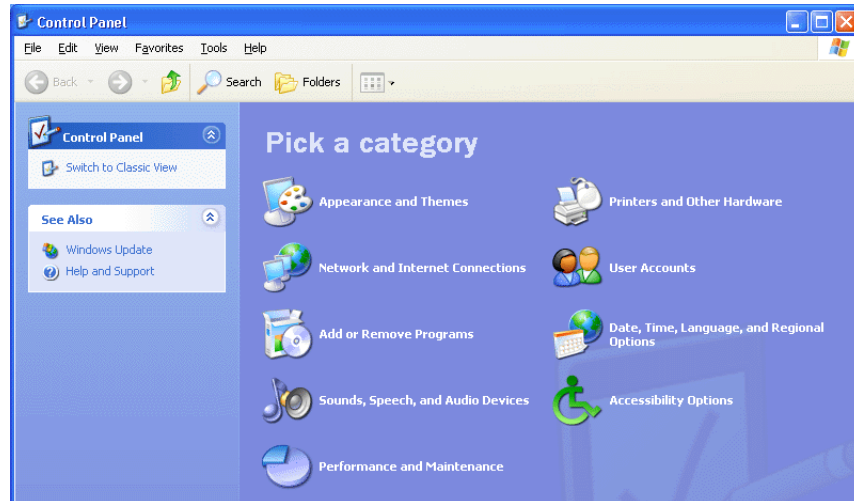 Control Panel
File Edit View Favorites Tools Help
Back Search Folders
Control Panel
Switch to Classic View
See Also
Windows Update
Help and Support
Pick a category
Appearance and Themes
Printers and Other Hardware
Network and Internet Connections
User Accounts
Add or Remove Programs
Date, Time, Language, and Regional
Options
Sounds, Speech, and Audio Devices
Accessibility Options
Performance and Maintenance